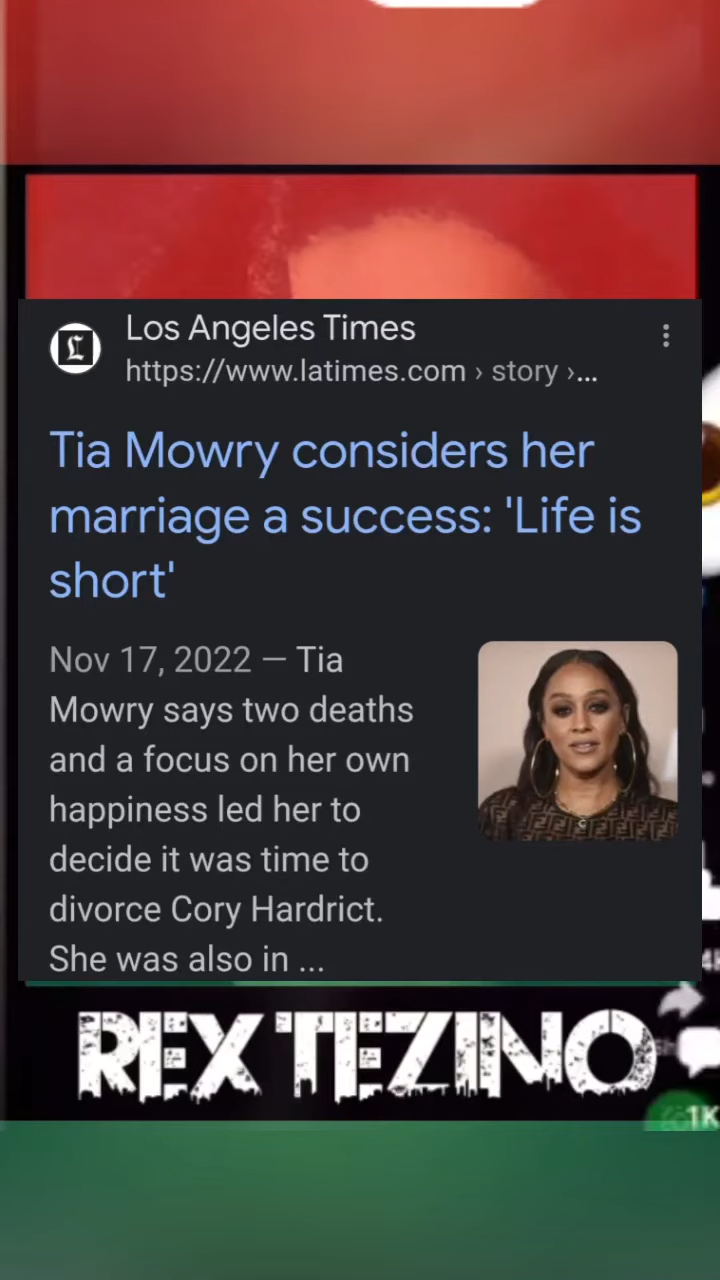 Los Angeles Times
https://www.latimes.com › story ›...
Tia Mowry considers her
marriage a success: 'Life is
short'
Nov 17, 2022 — Tia
Mowry says two deaths
and a focus on her own
happiness led her to
decide it was time to
divorce Cory Hardrict.
She was also in ...
REX TEZINO
1K